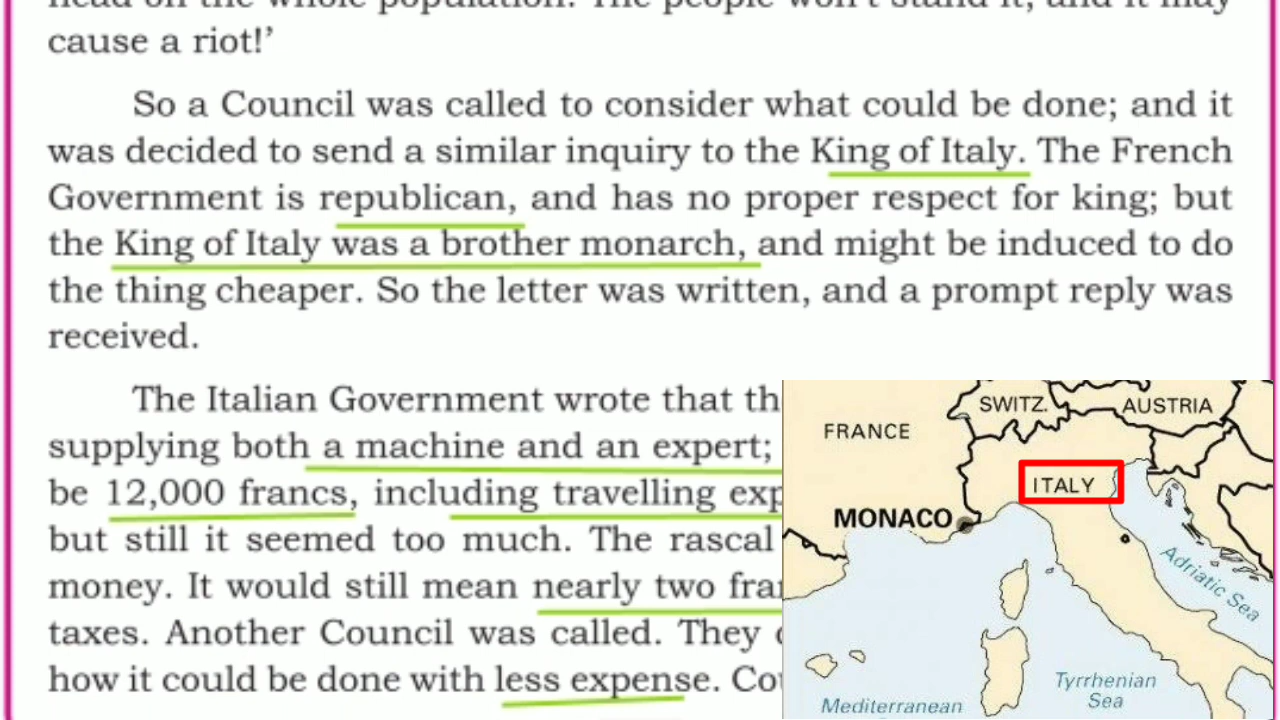 cause a riot!'
So a Council was called to consider what could be done; and it
was decided to send a similar inquiry to the King of Italy. The French
Government is republican, and has no proper respect for king; but
the King of Italy was a brother monarch, and might be induced to do
the thing cheaper. So the letter was written, and a prompt reply was
received.
The Italian Government wrote that
supplying both a machine and an expert;
be 12,000 francs, including travelling
but still it seemed too much. The rascal
money. It would still mean nearly two
taxes. Another Council was called. They
how it could be done with less expense.
SWITZ.
AUSTRIA
FRANCE
ITALY
MONACO
Adriatic Sea
Tyrrhenian
Sea
Mediterranean